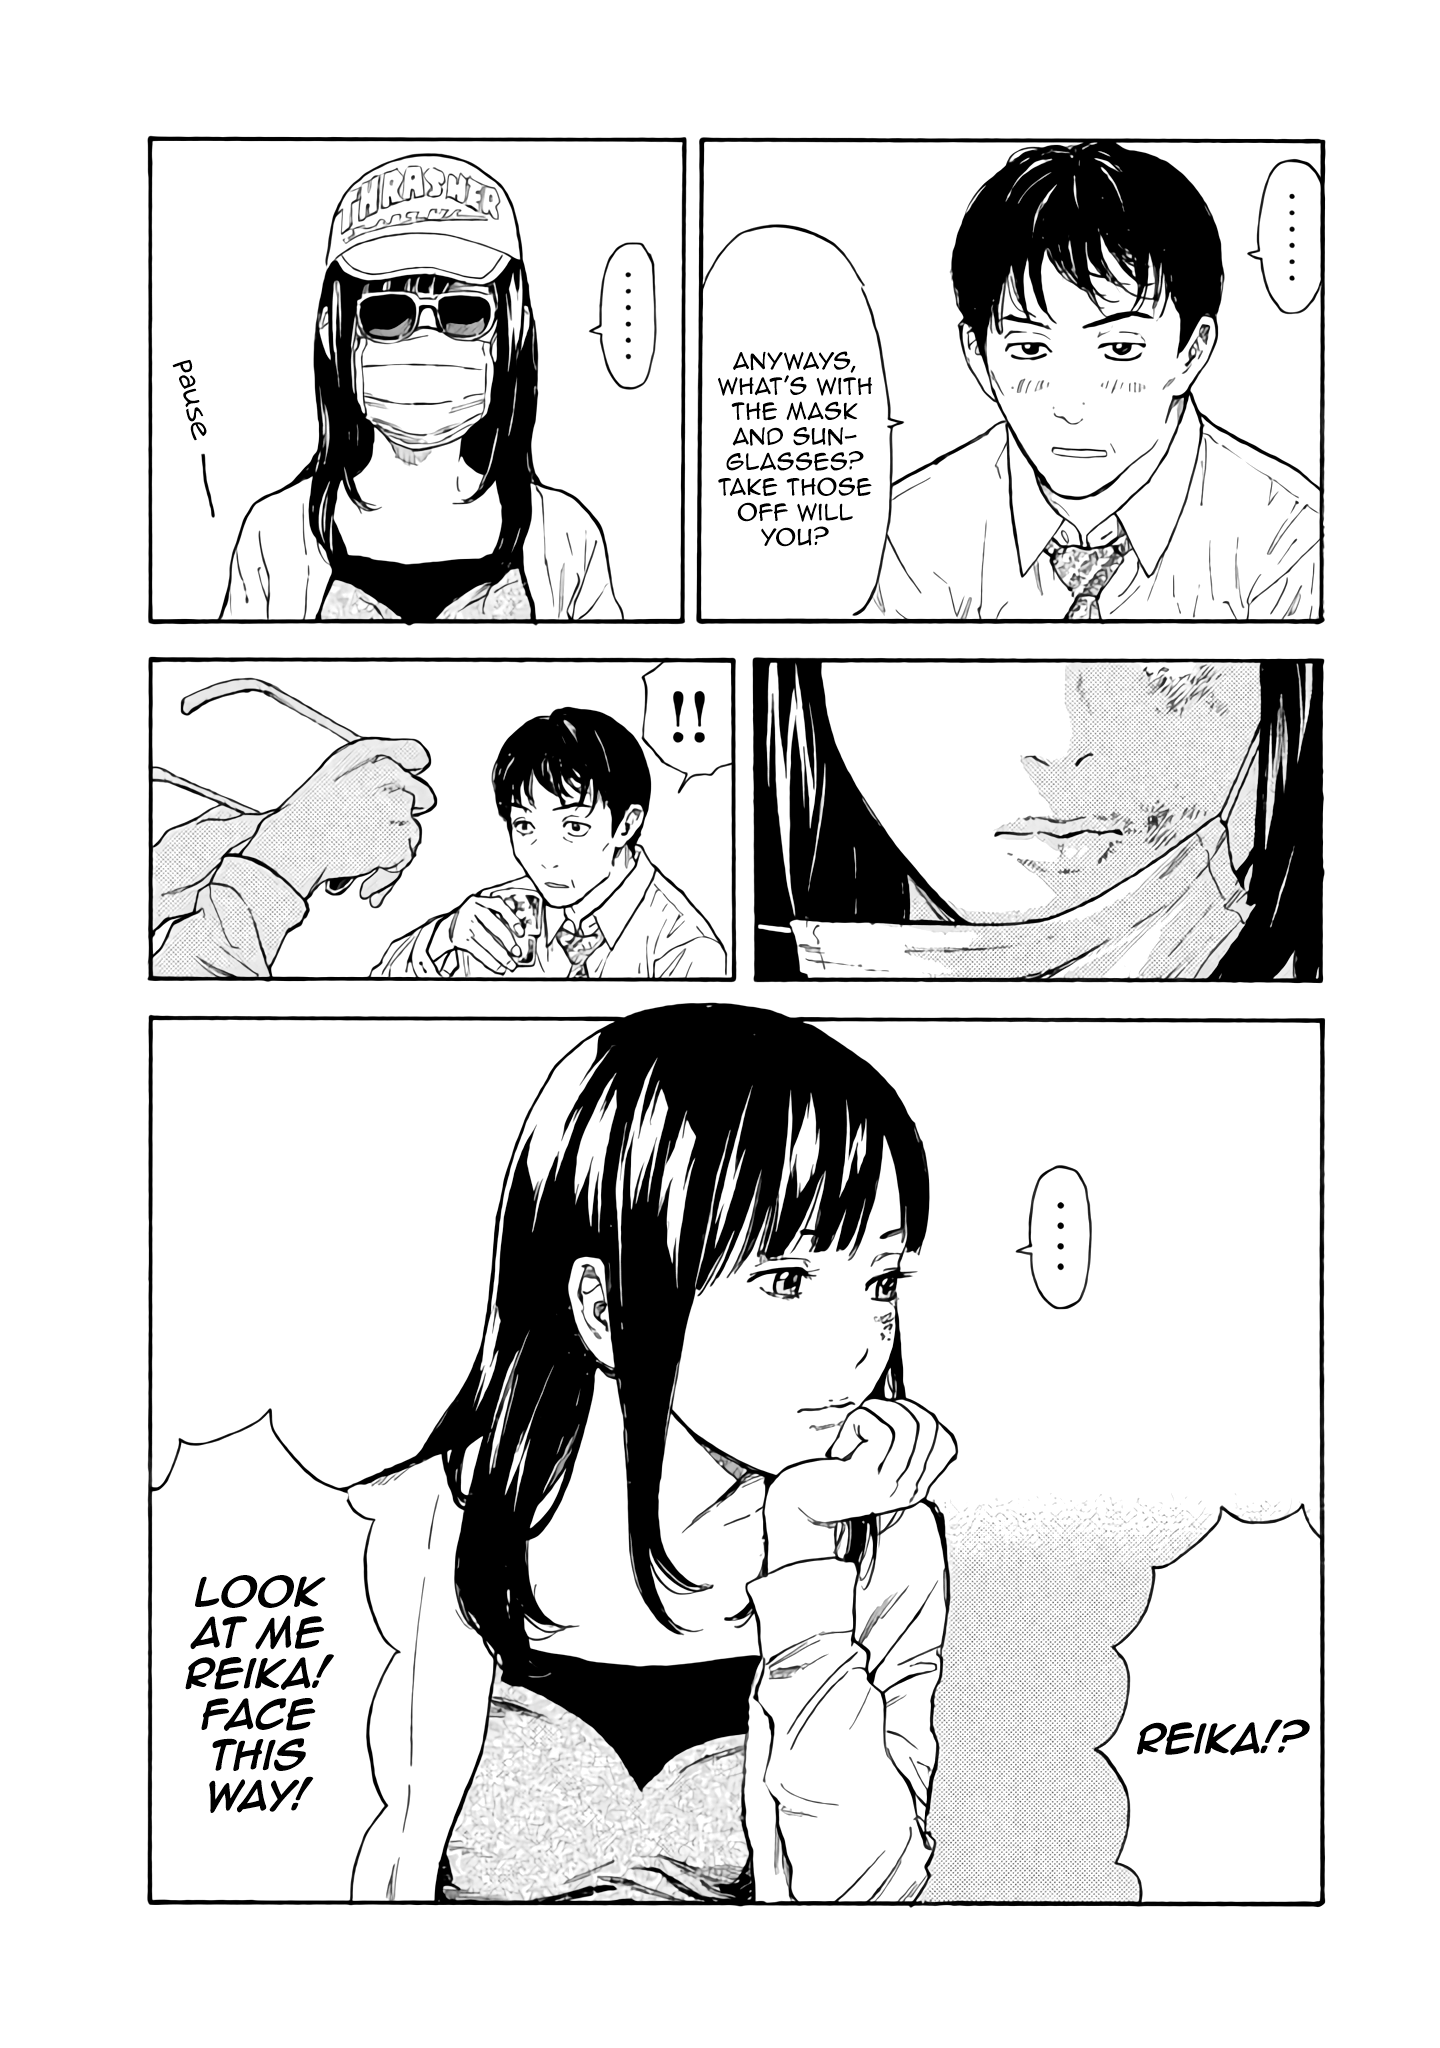 .......
ANYWAYS,
WHAT'S WITH
THE MASK
AND SUN-
GLASSES?
TAKE THOSE
OFF WILL
YOU?
THRASHER
......
pause
!!
....
REIKA!?
LOOK
AT ME
REIKA!
FACE
THIS
WAY!